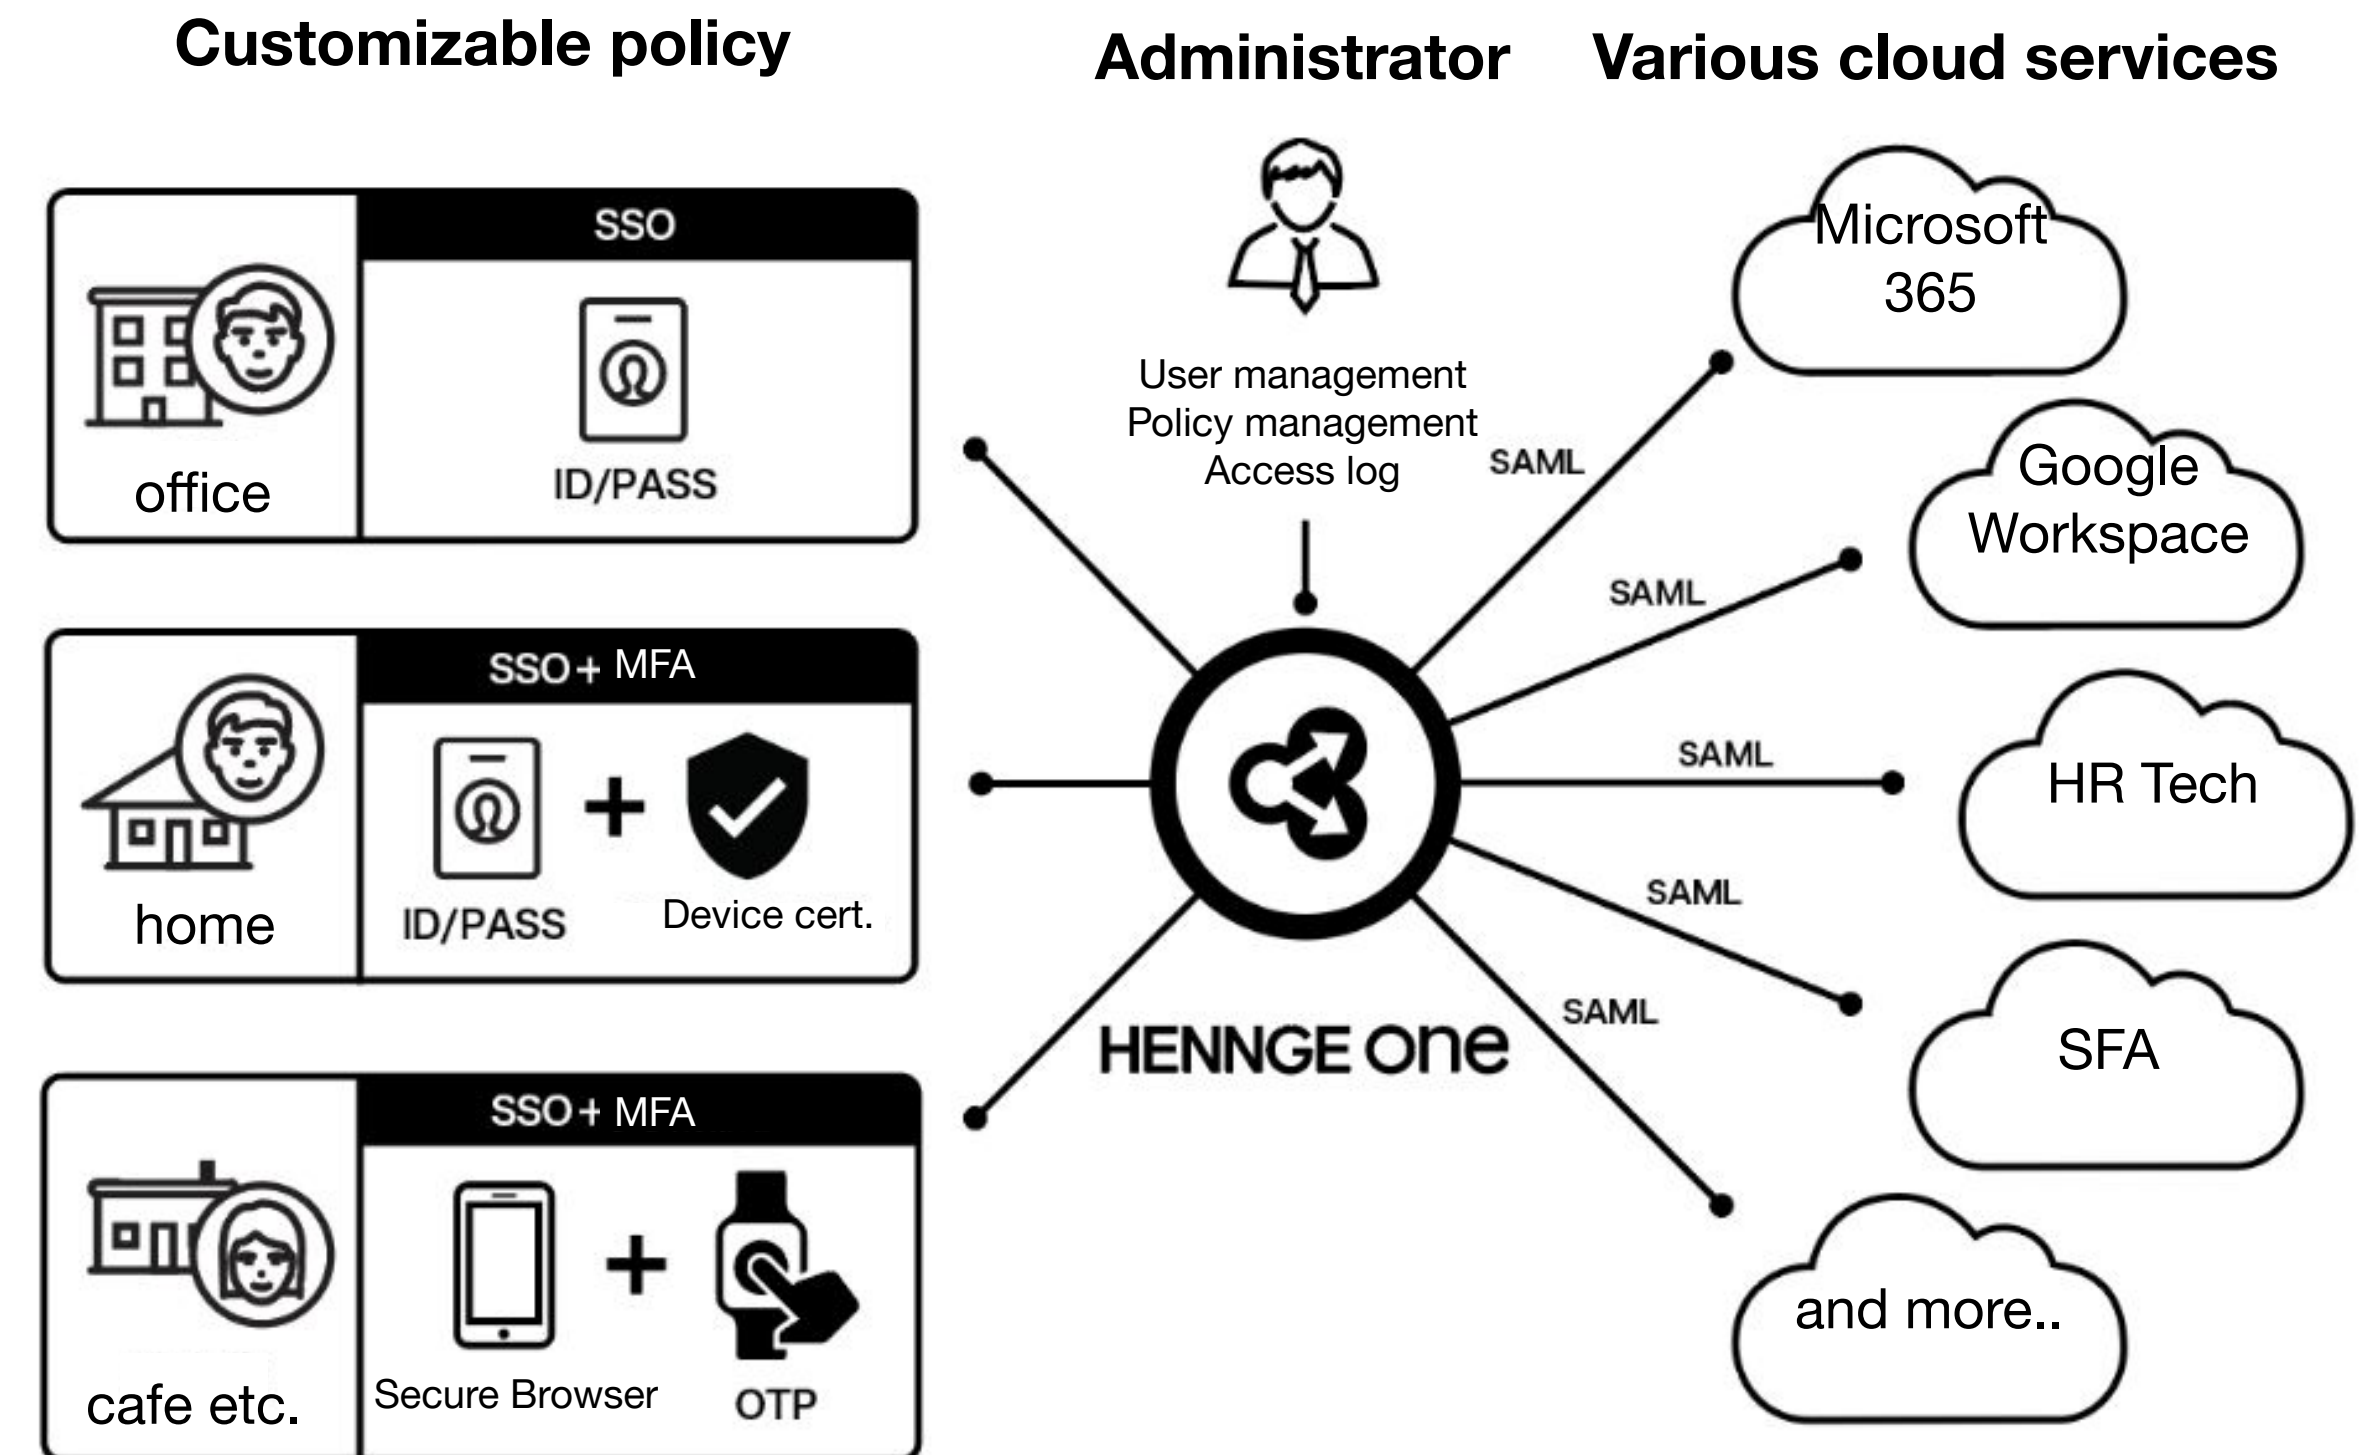 Customizable policy
Administrator
Various cloud services
SSO
ID/PASS
office
SSO+ MFA
+
ID/PASS
Device cert.
home
SSO+ MFA
+
Secure Browser
OTP
cafe etc.
User management
Policy management
Access log
HENNGE one
SAML
SAML
SAML
SAML
SAML
Microsoft
365
Google
Workspace
HR Tech
SFA
and more..